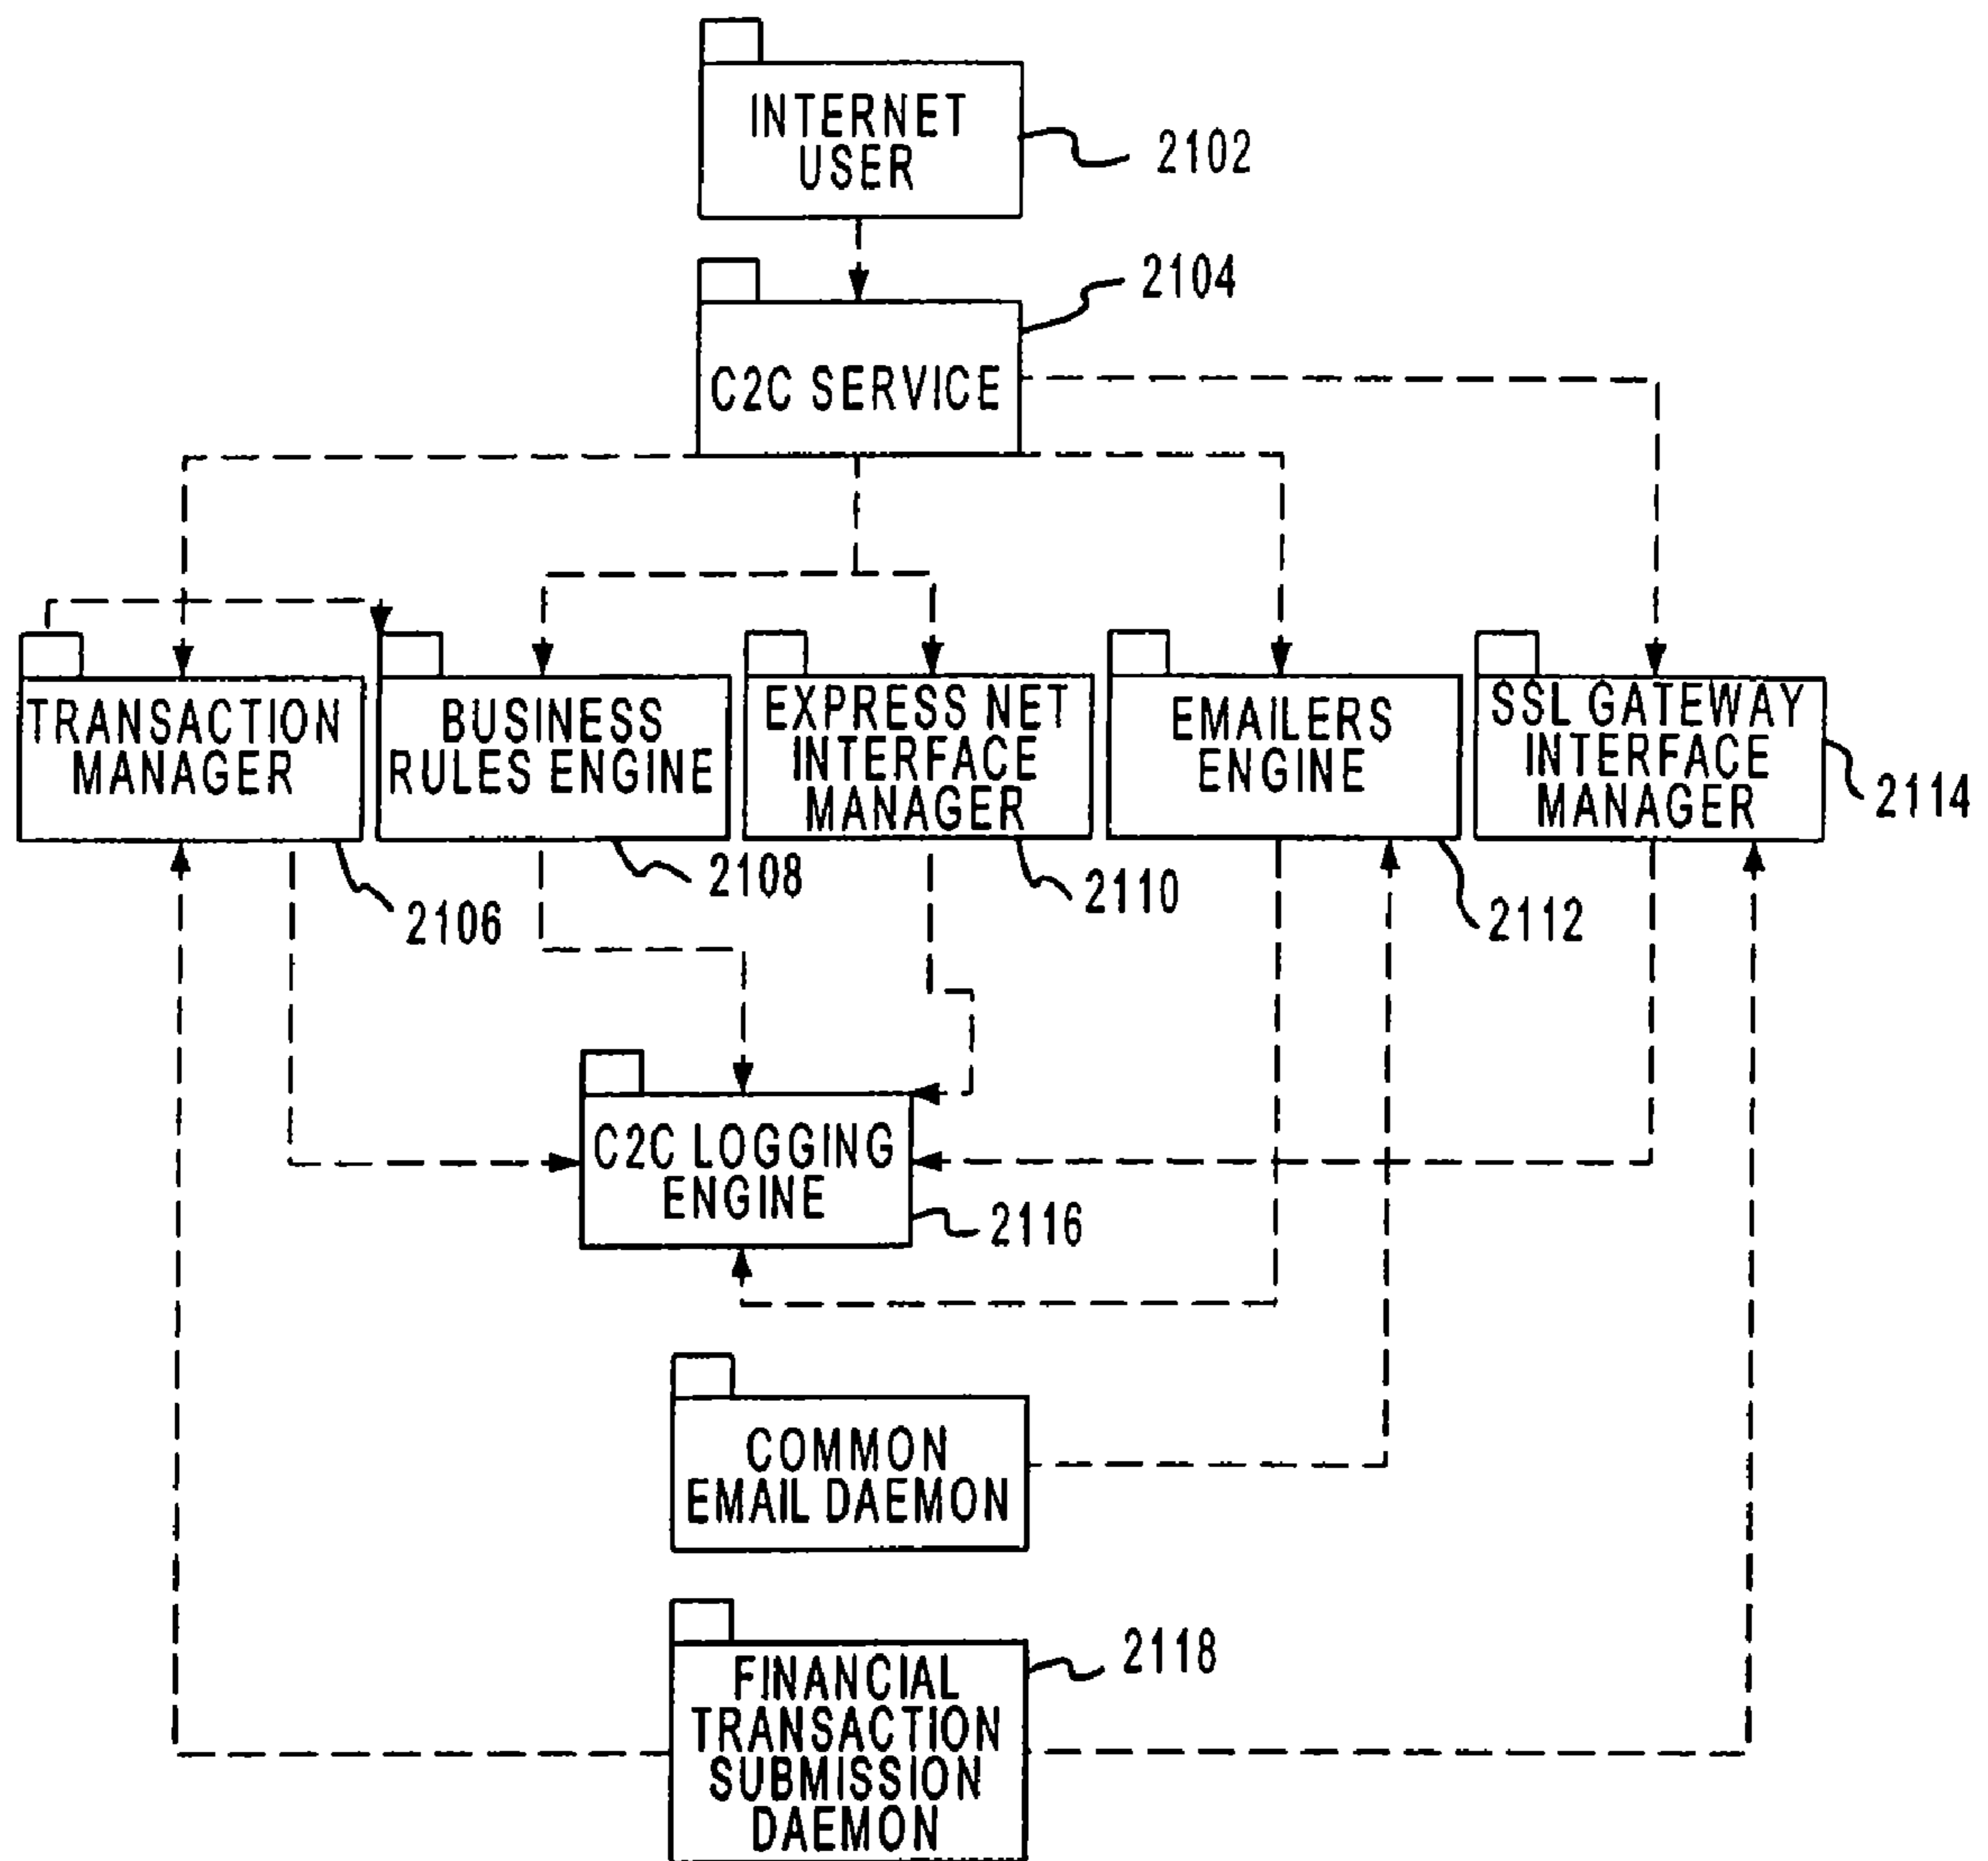 INTERNET
USER
2102
2104
C2C SERVICE
TRANSACTION
MANAGER
BUSINESS
RULES ENGINE
EXPRESS NET
INTERFACE
MANAGER
EMAILERS
ENGINE
SSL GATEWAY
INTERFACE
MANAGER
2114
2106
2108
2110
2112
C2C LOGGING
ENGINE
2116
COMMON
EMAIL DAEMON
2118
FINANCIAL
TRANSACTION
SUBMISSION
DAEMON